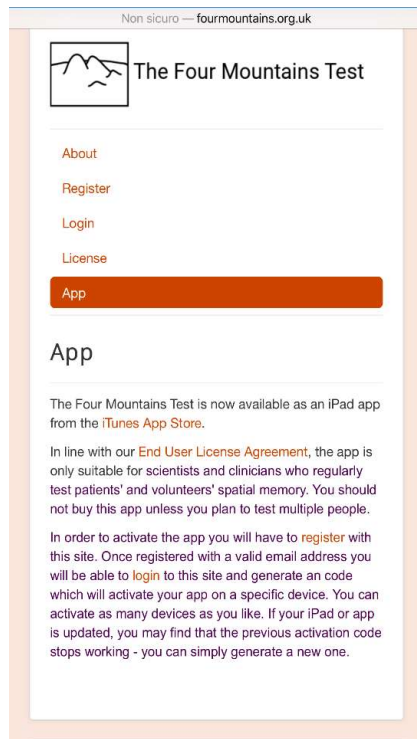 Non sicuro — fourmountains.org.uk
The Four Mountains Test
About
Register
Login
License
App
App
The Four Mountains Test is now available as an iPad app
from the iTunes App Store.
In line with our End User License Agreement, the app is
only suitable for scientists and clinicians who regularly
test patients' and volunteers' spatial memory. You should
not buy this app unless you plan to test multiple people.
In order to activate the app you will have to register with
this site. Once registered with a valid email address you
will be able to login to this site and generate an code
which will activate your app on a specific device. You can
activate as many devices as you like. If your iPad or app
is updated, you may find that the previous activation code
stops working - you can simply generate a new one.